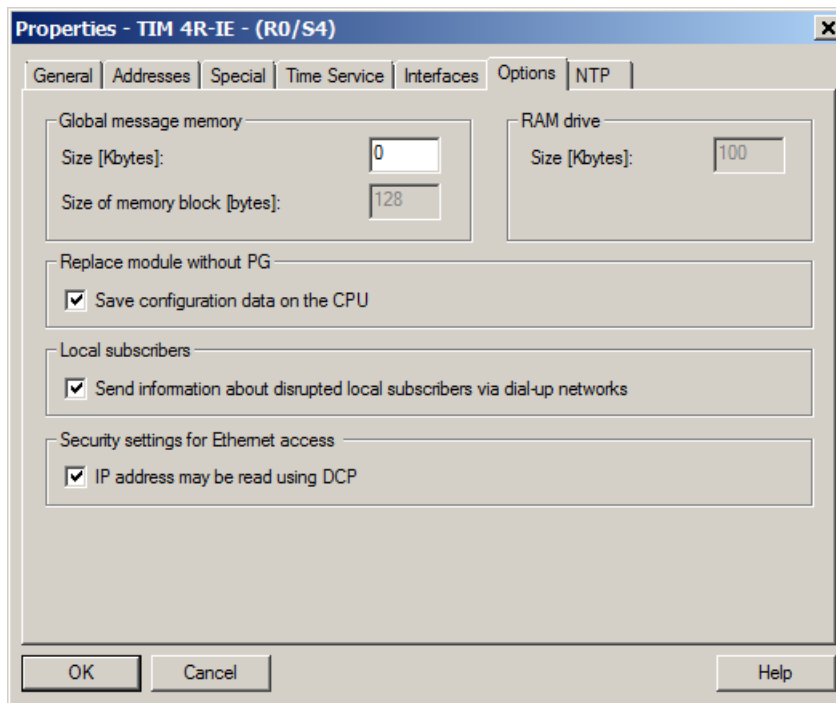 Properties - TIM 4R-IE - (R0/S4)
General Addresses Special Time Service Interfaces Options NTP
Global message memory
Size [Kbytes]: 0
Size of memory block [bytes]: 128
RAM drive
Size [Kbytes]: 100
Replace module without PG
Save configuration data on the CPU
Local subscribers
Send information about disrupted local subscribers via dial-up networks
Security settings for Ethernet access
IP address may be read using DCP
OK Cancel Help